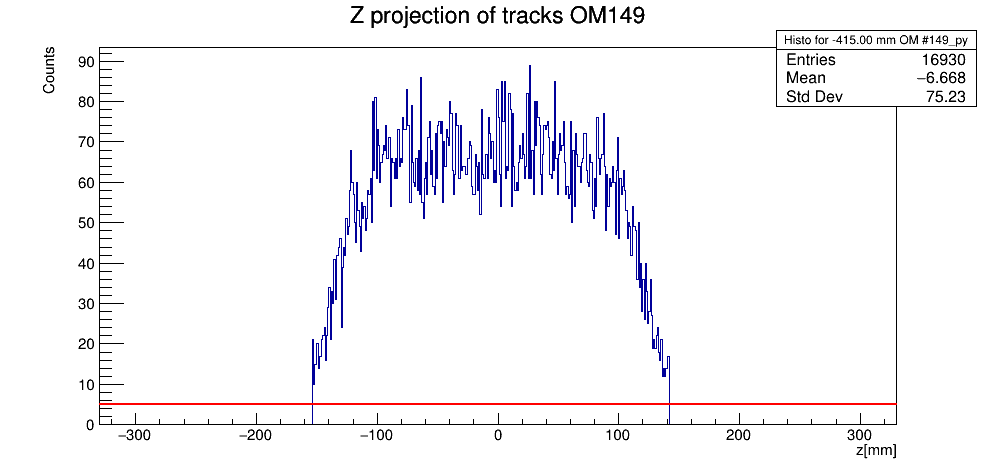 Z projection of tracks OM149
Histo for -415.00 mm OM #149_py
Entries 16930
Mean −6.668
Std Dev 75.23
Counts
90
80
70
60
50
40
30
20
10
0
−300 −200 −100 0 100 200 300
z[mm]